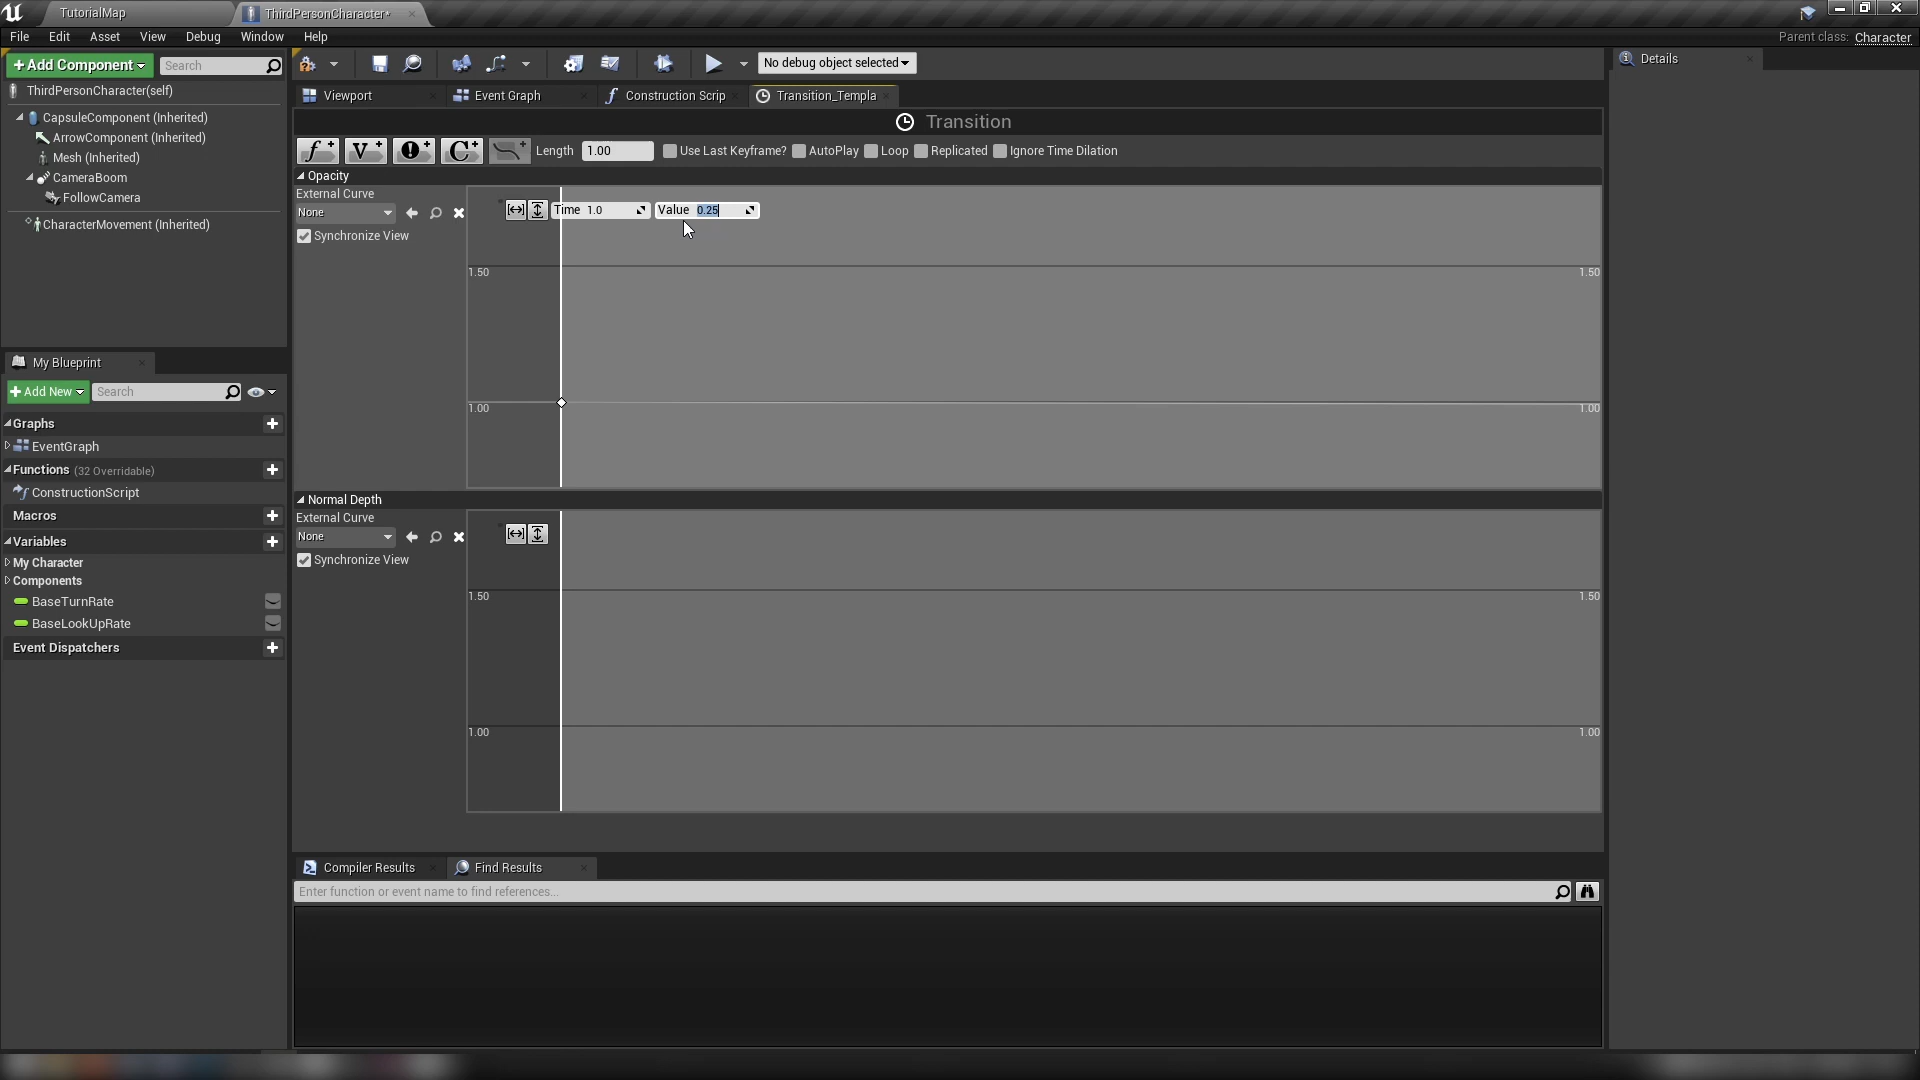 TutorialMap
ThirdPersonCharacter*
File Edit Asset View Debug Window Help
Parent class: Character
Add Component
Search
No debug object selected
Details
ThirdPersonCharacter(self)
CapsuleComponent (Inherited)
ArrowComponent (Inherited)
Mesh (Inherited)
CameraBoom
FollowCamera
CharacterMovement (Inherited)
Viewport
Event Graph
Construction Scrip
Transition_Templa
Transition
Length 1.00 Use Last Keyframe? AutoPlay Loop Replicated Ignore Time Dilation
Opacity
External Curve
None
Synchronize View
Time 1.0 Value 0.25
1.50 1.50
1.00 1.00
Normal Depth
External Curve
None
Synchronize View
1.50 1.50
1.00 1.00
My Blueprint
Add New
Search
Graphs
EventGraph
Functions (32 Overridable)
ConstructionScript
Macros
Variables
My Character
Components
BaseTurnRate
BaseLookUpRate
Event Dispatchers
Compiler Results
Find Results
Enter function or event name to find references...